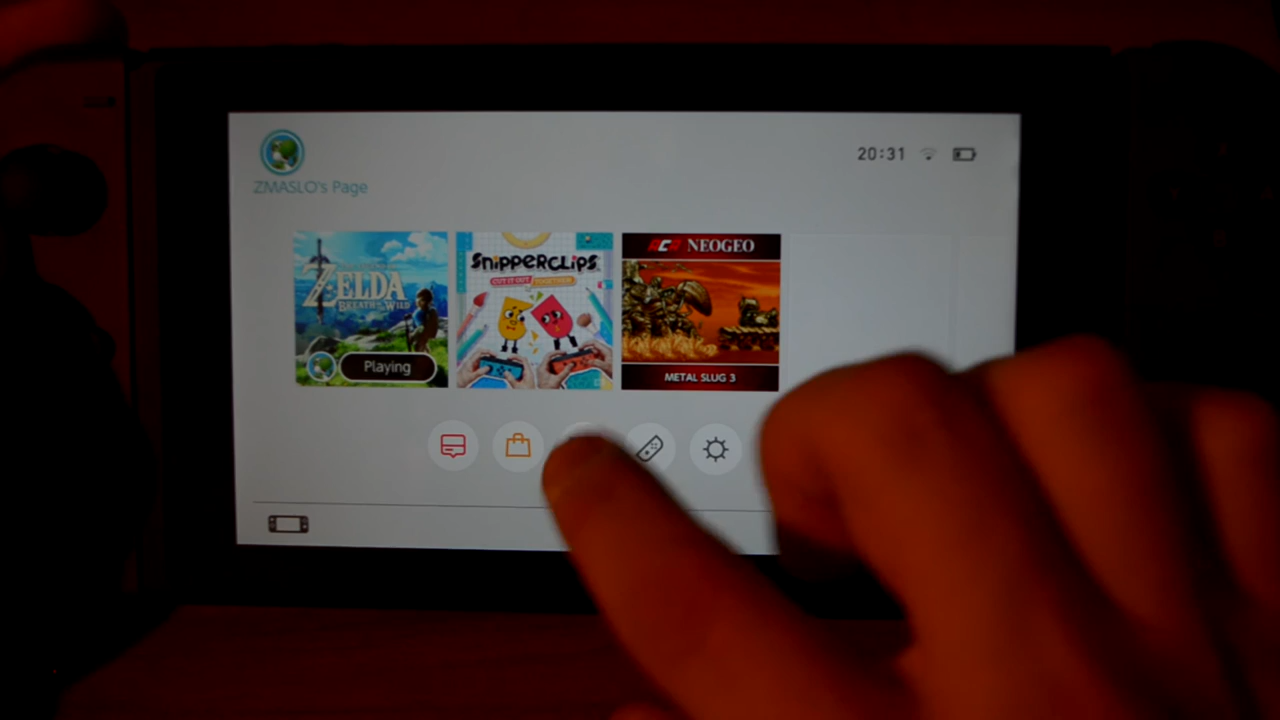 20:31
ZMASLO's Page
ZELDA
BREATH OF THE WILD
Playing
SNIPPERCLIPS
CUT IT OUT TOGETHER!
NEOGEO
METAL SLUG 3